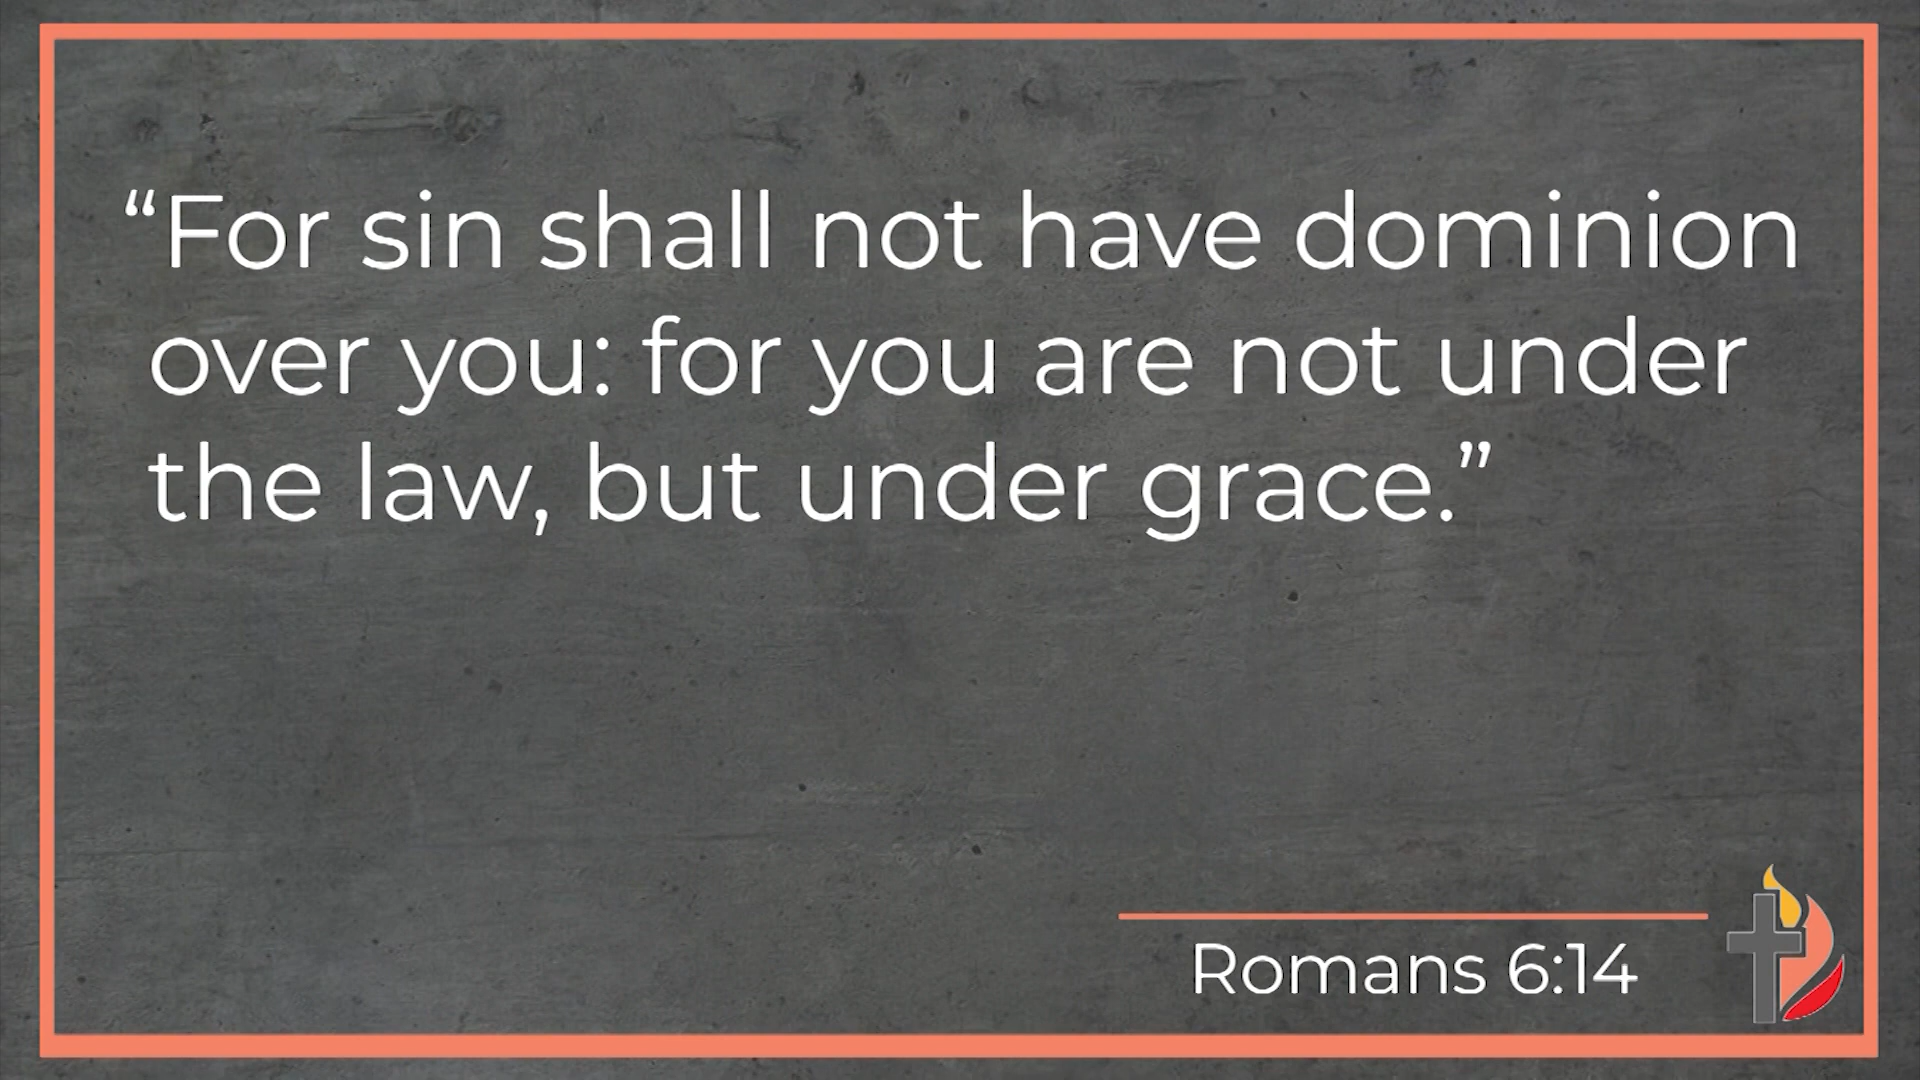 “For sin shall not have dominion
over you: for you are not under
the law, but under grace.”
Romans 6:14